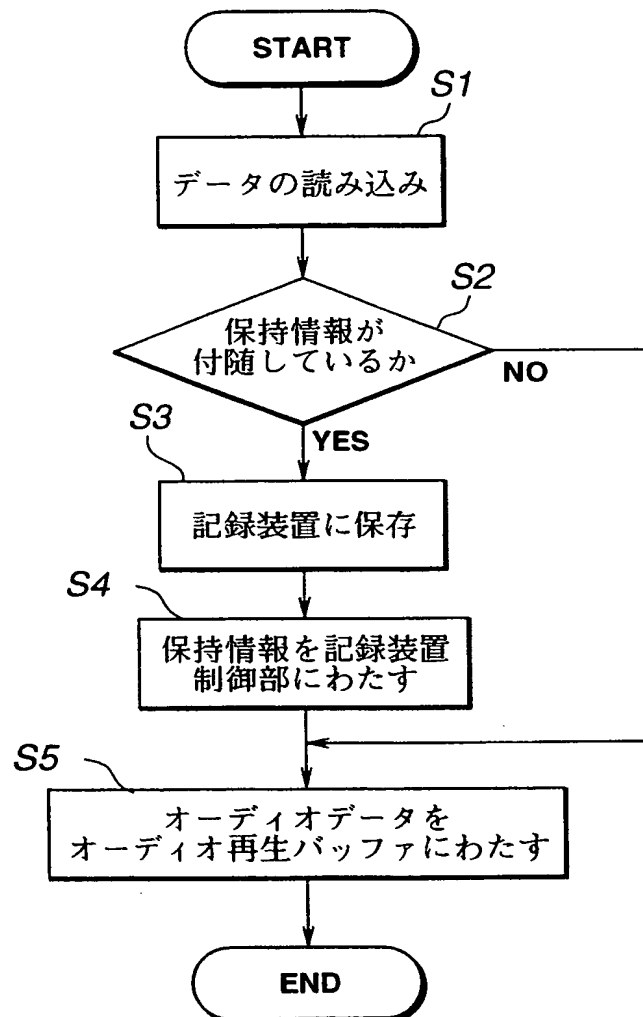 START
S1
データの読み込み
S2
保持情報が
付随しているか
NO
YES
S3
記録装置に保存
S4
保持情報を記録装置
制御部にわたす
S5
オーディオデータを
オーディオ再生バッファにわたす
END